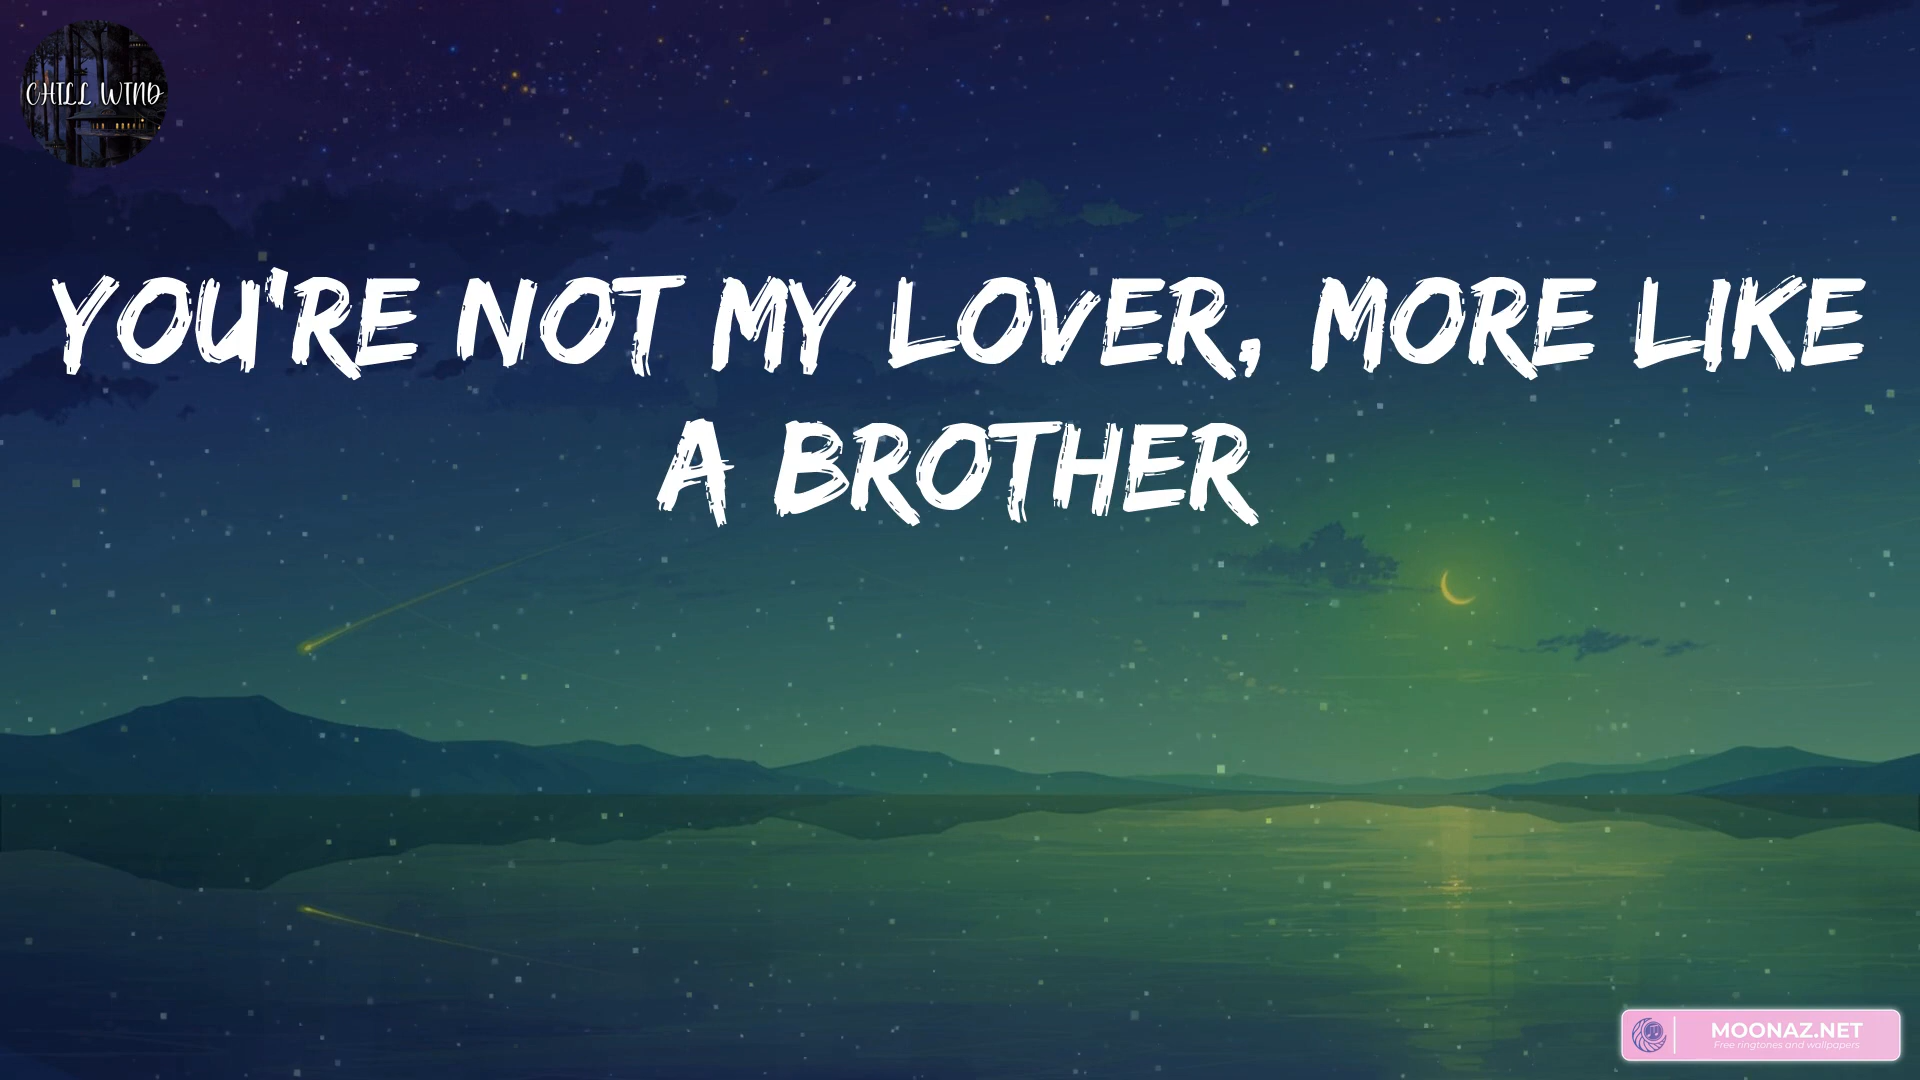 CHILL WIND
YOU'RE NOT MY LOVER, MORE LIKE
A BROTHER
MOONAZ.NET
Free ringtones and wallpapers